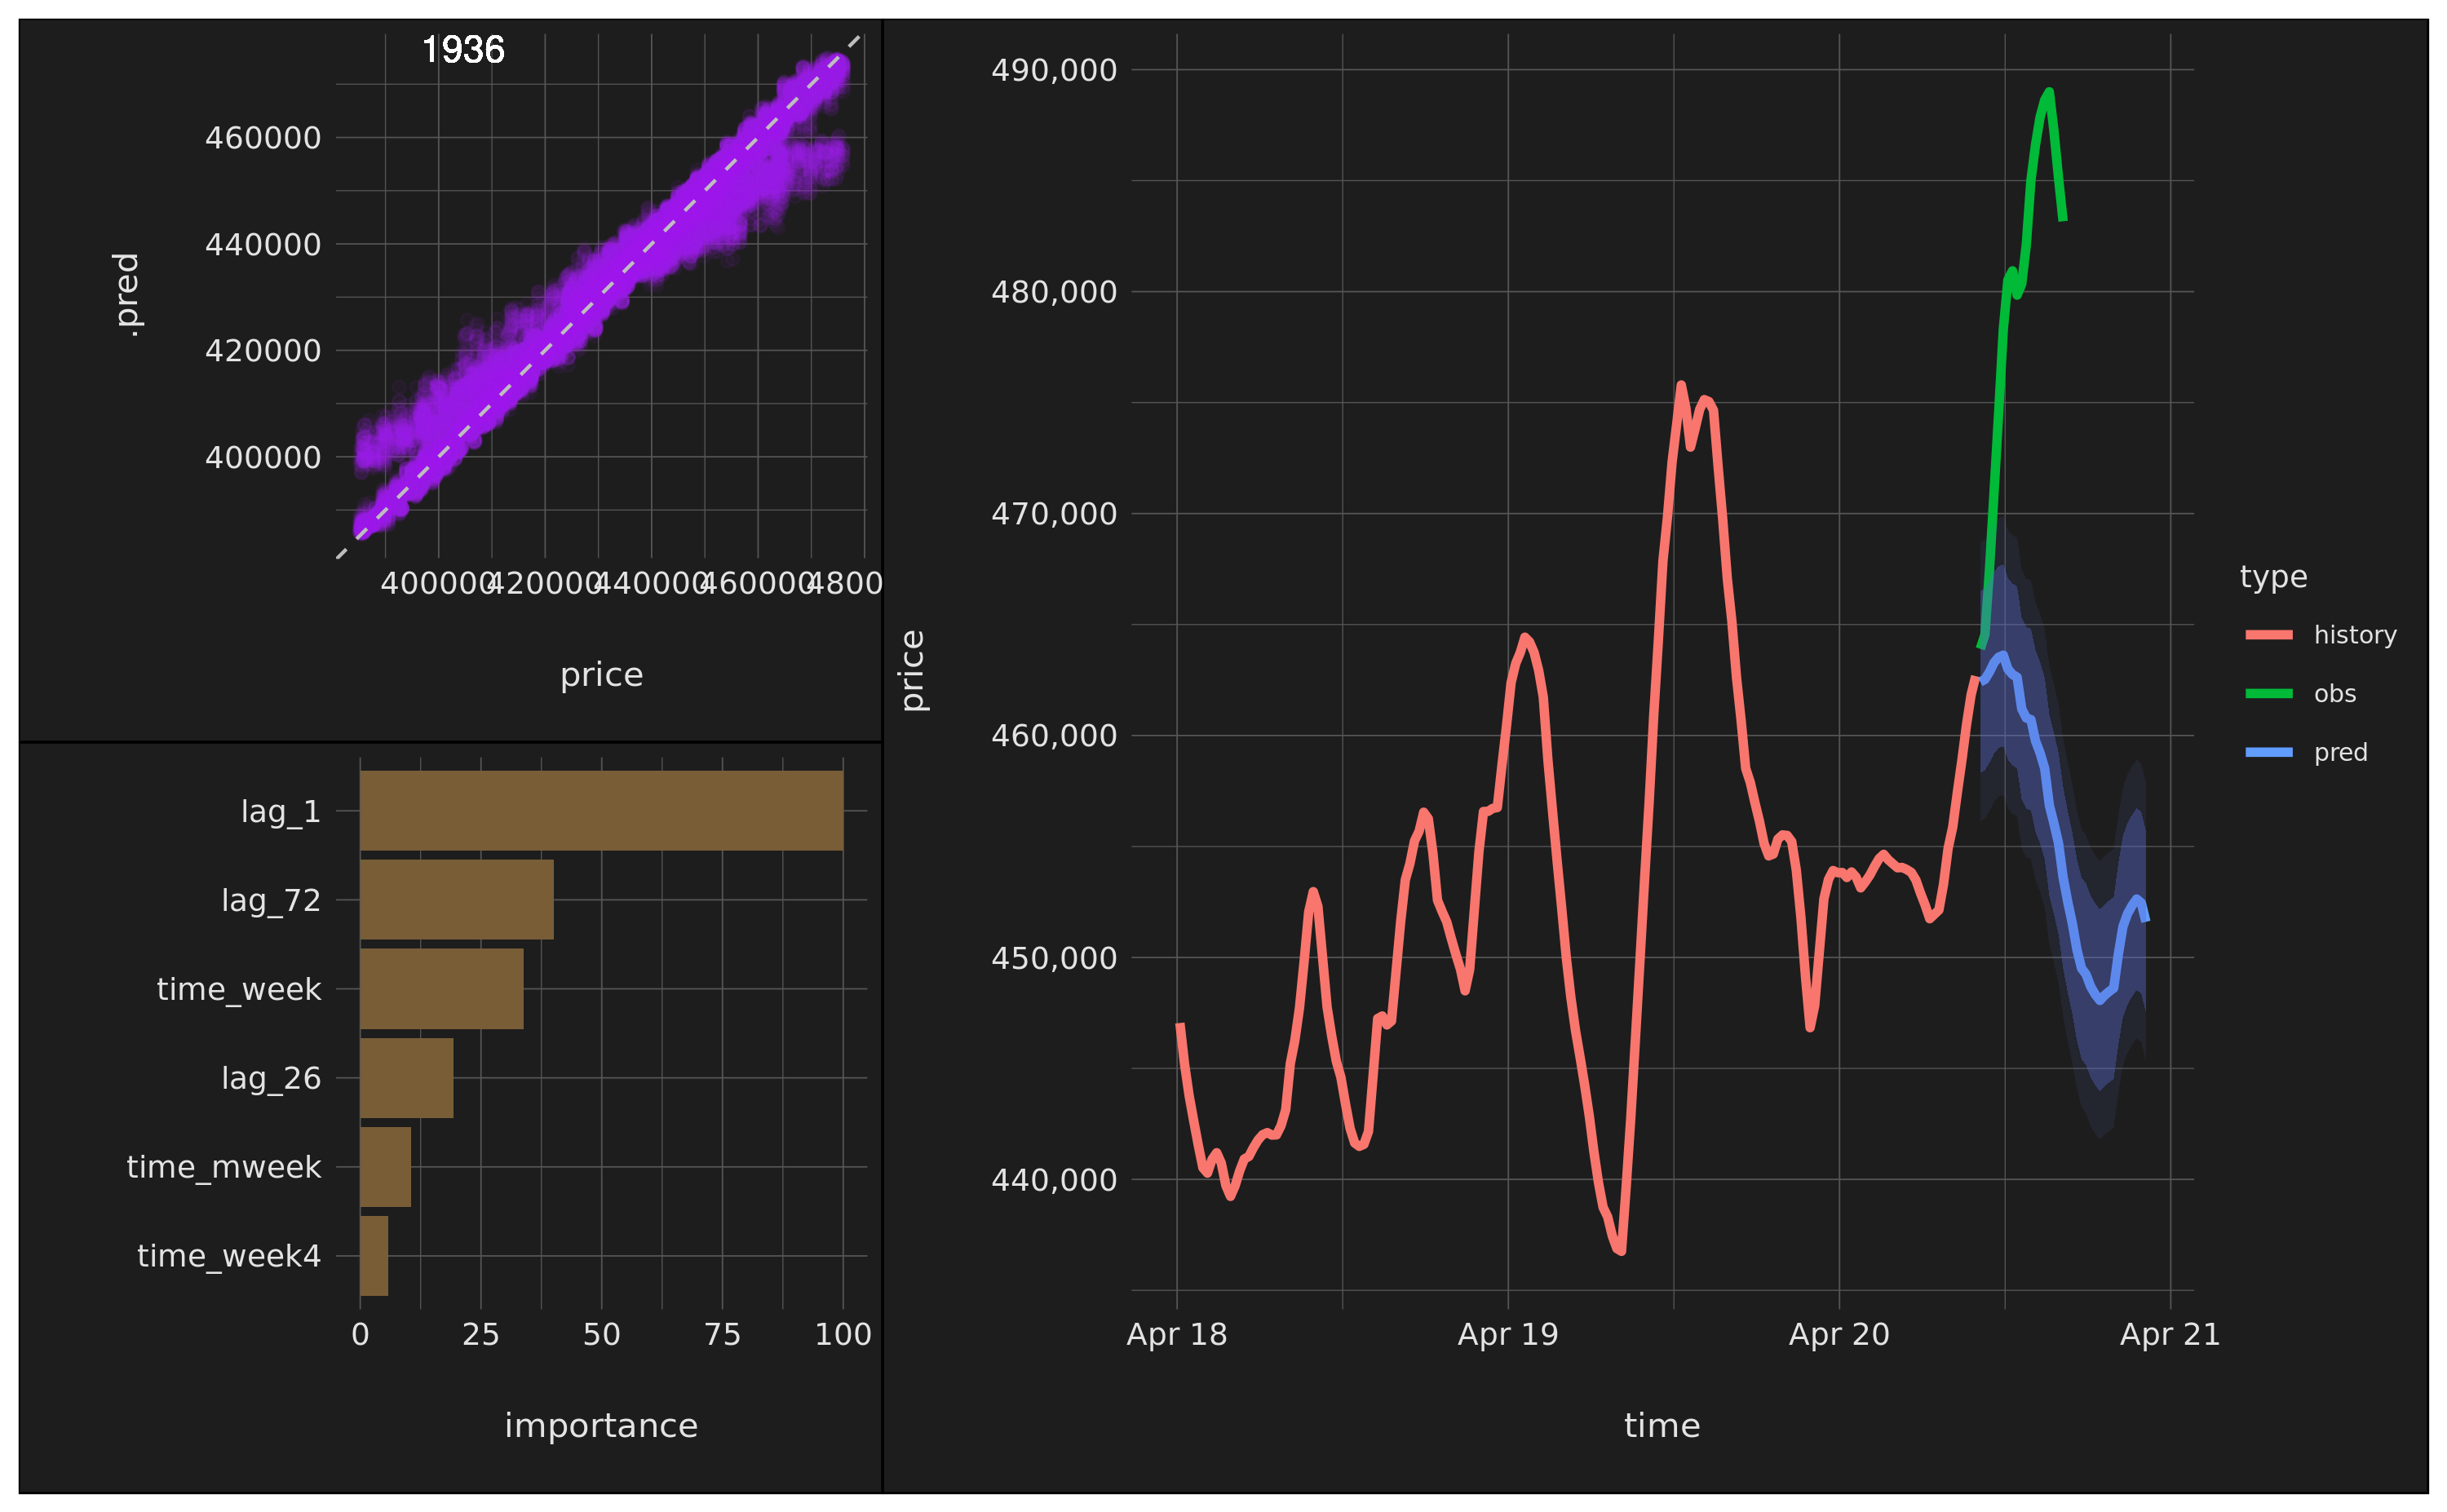 1936
.pred
460000
440000
420000
400000
400000 420000 440000 460000 4800
price
lag_1
lag_72
time_week
lag_26
time_mweek
time_week4
0 25 50 75 100
importance
price
490,000
480,000
470,000
460,000
450,000
440,000
Apr 18 Apr 19 Apr 20 Apr 21
time
type
history
obs
pred